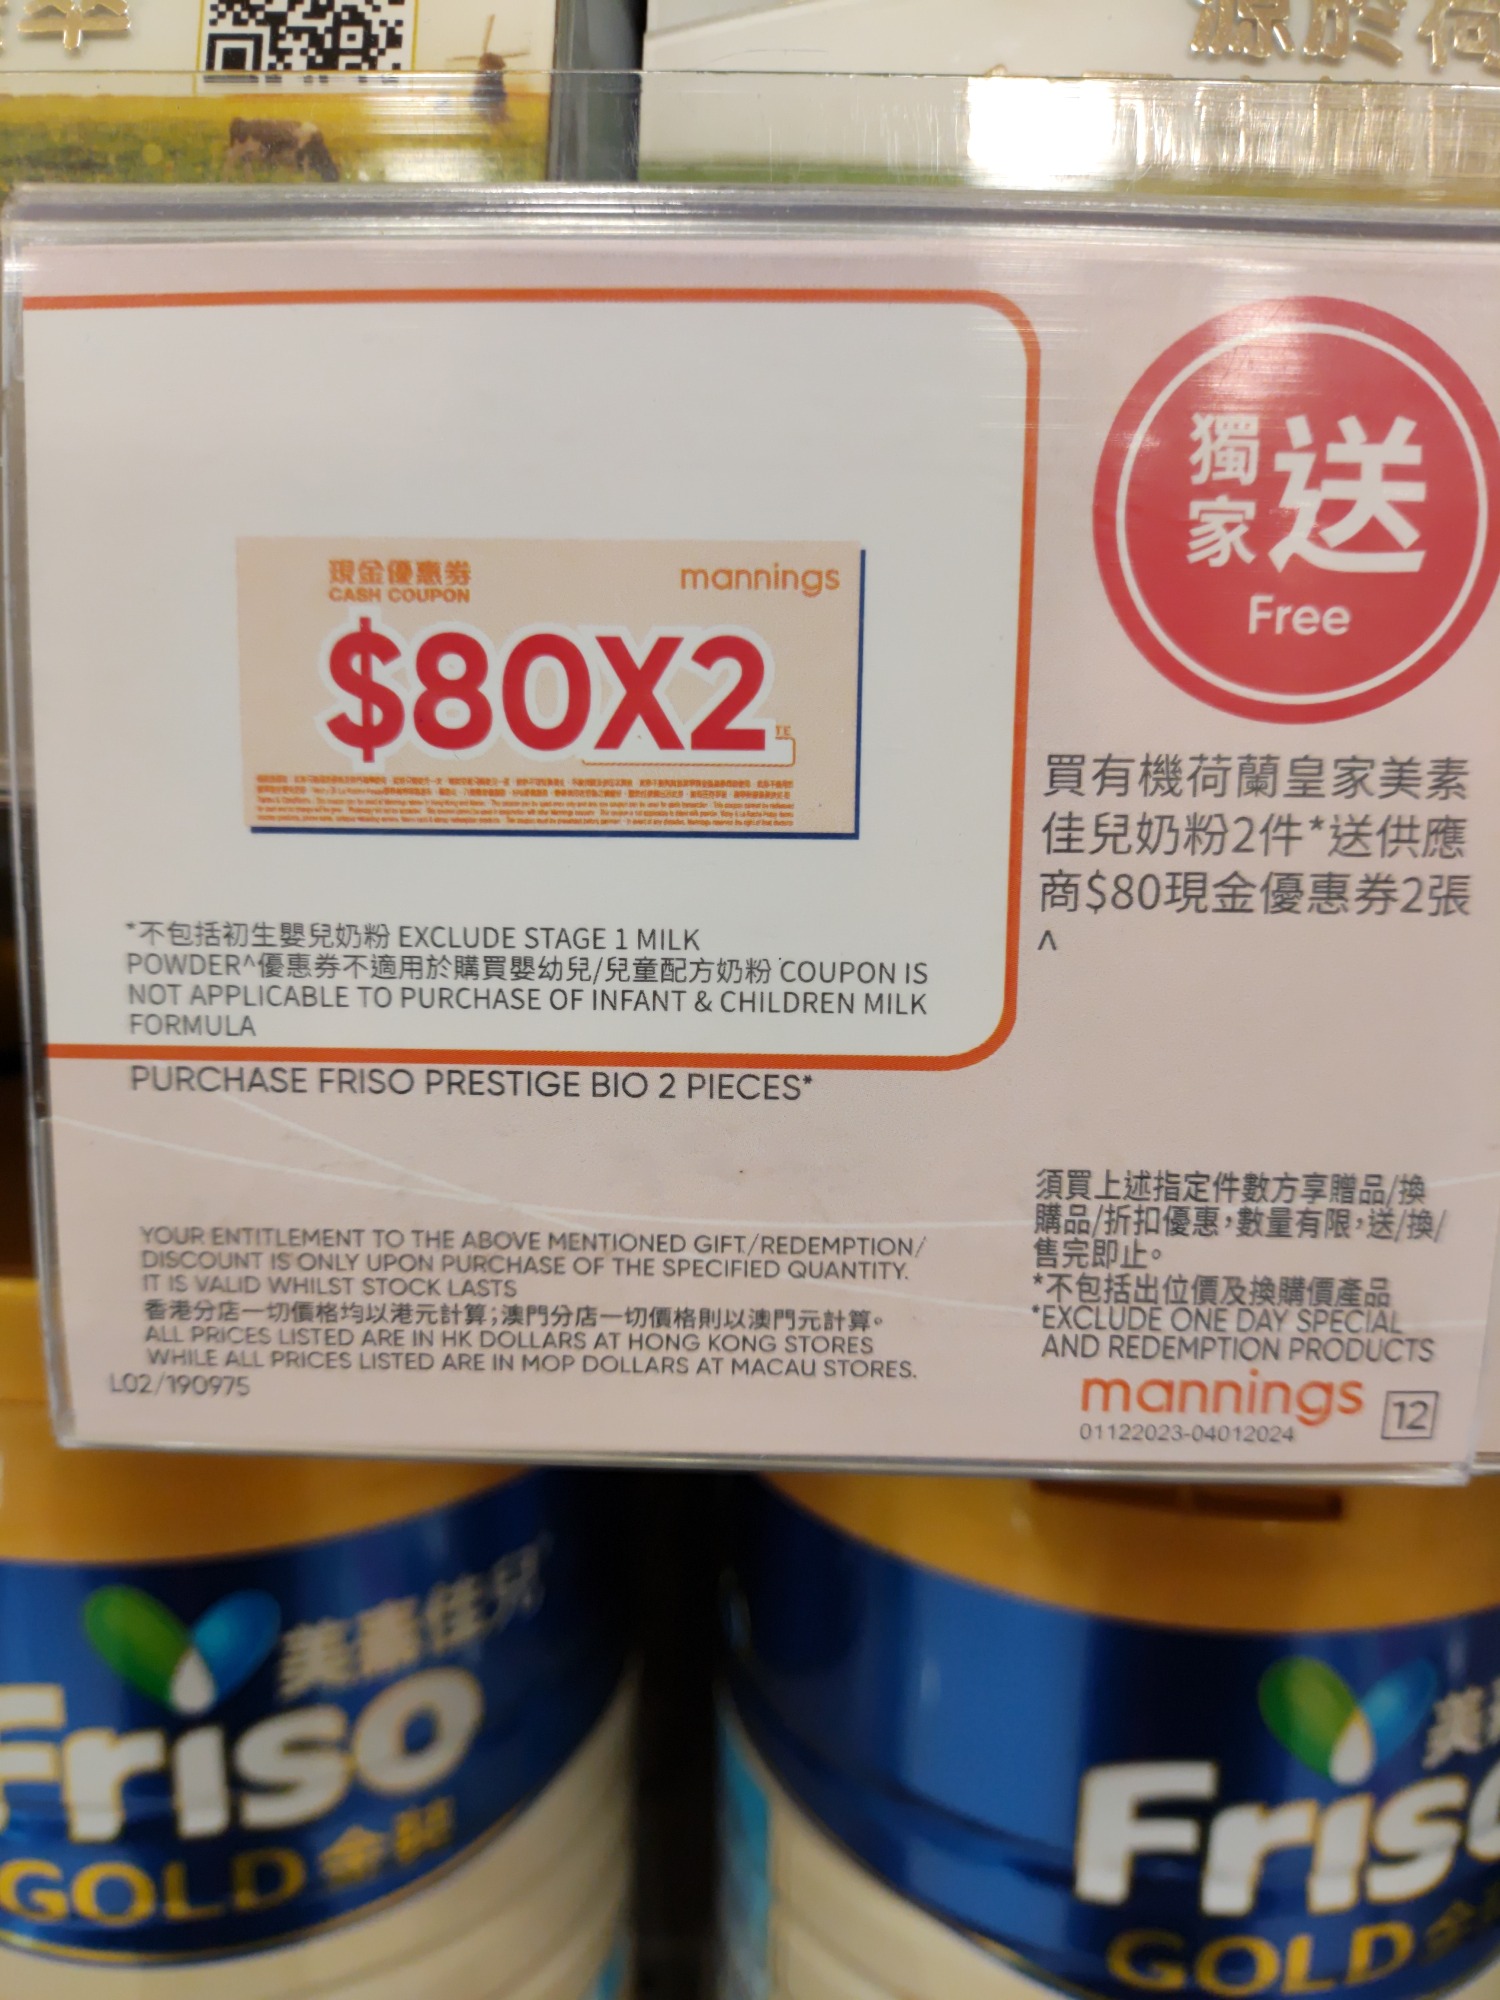 源於荷
獨家送
Free
現金優惠券
CASH COUPON
mannings
$80X2
買有機荷蘭皇家美素
佳兒奶粉2件*送供應
商$80現金優惠券2張
^
*不包括初生嬰兒奶粉 EXCLUDE STAGE 1 MILK
POWDER^優惠券不適用於購買嬰幼兒/兒童配方奶粉 COUPON IS
NOT APPLICABLE TO PURCHASE OF INFANT & CHILDREN MILK
FORMULA
PURCHASE FRISO PRESTIGE BIO 2 PIECES*
YOUR ENTITLEMENT TO THE ABOVE MENTIONED GIFT/REDEMPTION/
DISCOUNT IS ONLY UPON PURCHASE OF THE SPECIFIED QUANTITY.
IT IS VALID WHILST STOCK LASTS
香港分店一切價格均以港元計算；澳門分店一切價格則以澳門元計算。
ALL PRICES LISTED ARE IN HK DOLLARS AT HONG KONG STORES
WHILE ALL PRICES LISTED ARE IN MOP DOLLARS AT MACAU STORES.
L02/190975
須買上述指定件數方享贈品/換
購品/折扣優惠，數量有限，送/換/
售完即止。
*不包括出位價及換購價產品
*EXCLUDE ONE DAY SPECIAL
AND REDEMPTION PRODUCTS
mannings 12
01122023-04012024
美素佳兒
Friso
GOLD 金裝
美
Friso
GOLD